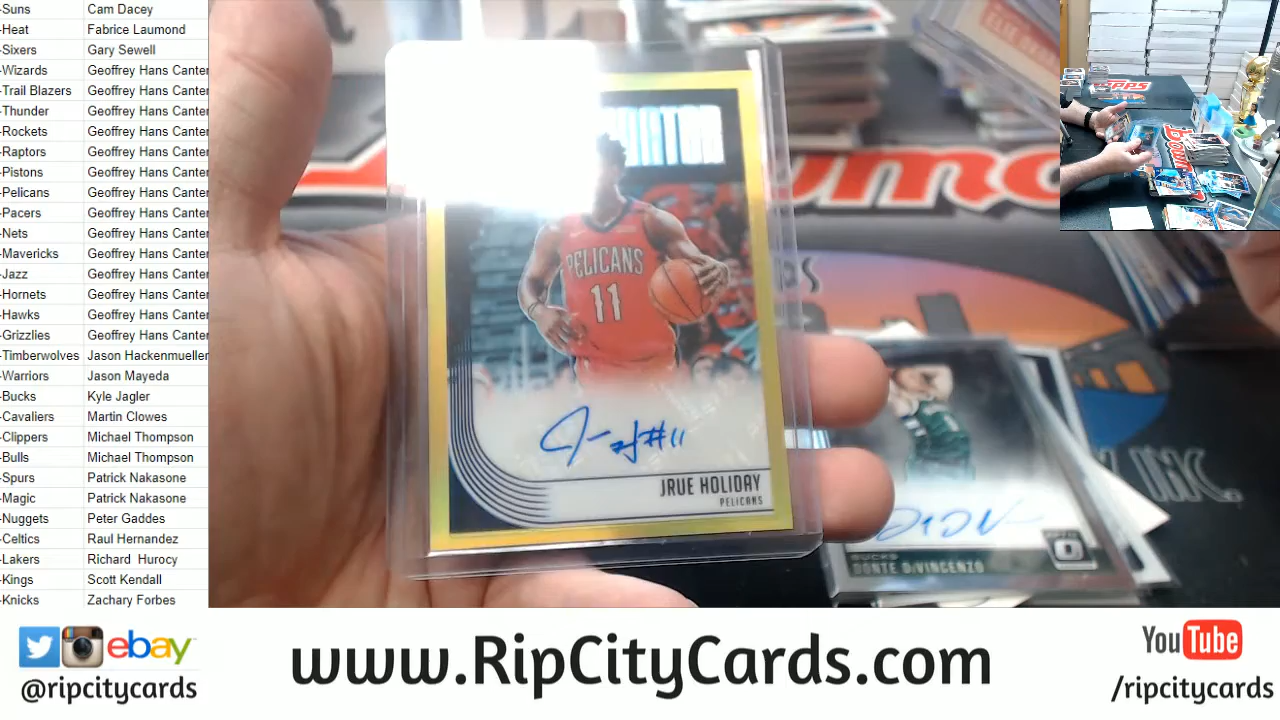 -Suns Cam Dacey
-Heat Fabrice Laumond
-Sixers Gary Sewell
-Wizards Geoffrey Hans Canter
-Trail Blazers Geoffrey Hans Canter
-Thunder Geoffrey Hans Canter
-Rockets Geoffrey Hans Canter
-Raptors Geoffrey Hans Canter
-Pistons Geoffrey Hans Canter
-Pelicans Geoffrey Hans Canter
-Pacers Geoffrey Hans Canter
-Nets Geoffrey Hans Canter
-Mavericks Geoffrey Hans Canter
-Jazz Geoffrey Hans Canter
-Hornets Geoffrey Hans Canter
-Hawks Geoffrey Hans Canter
-Grizzlies Geoffrey Hans Canter
-Timberwolves Jason Hackenmueller
-Warriors Jason Mayeda
-Bucks Kyle Jagler
-Cavaliers Martin Clowes
-Clippers Michael Thompson
-Bulls Michael Thompson
-Spurs Patrick Nakasone
-Magic Patrick Nakasone
-Nuggets Peter Gaddes
-Celtics Raul Hernandez
-Lakers Richard Hurocy
-Kings Scott Kendall
-Knicks Zachary Forbes
PELICANS
11
#11
JRUE HOLIDAY
PELICANS
BUCKS
DONTE DiVINCENZO
INC.
TOPPS
ebay
@ripcitycards
www.RipCityCards.com
YouTube
/ripcitycards